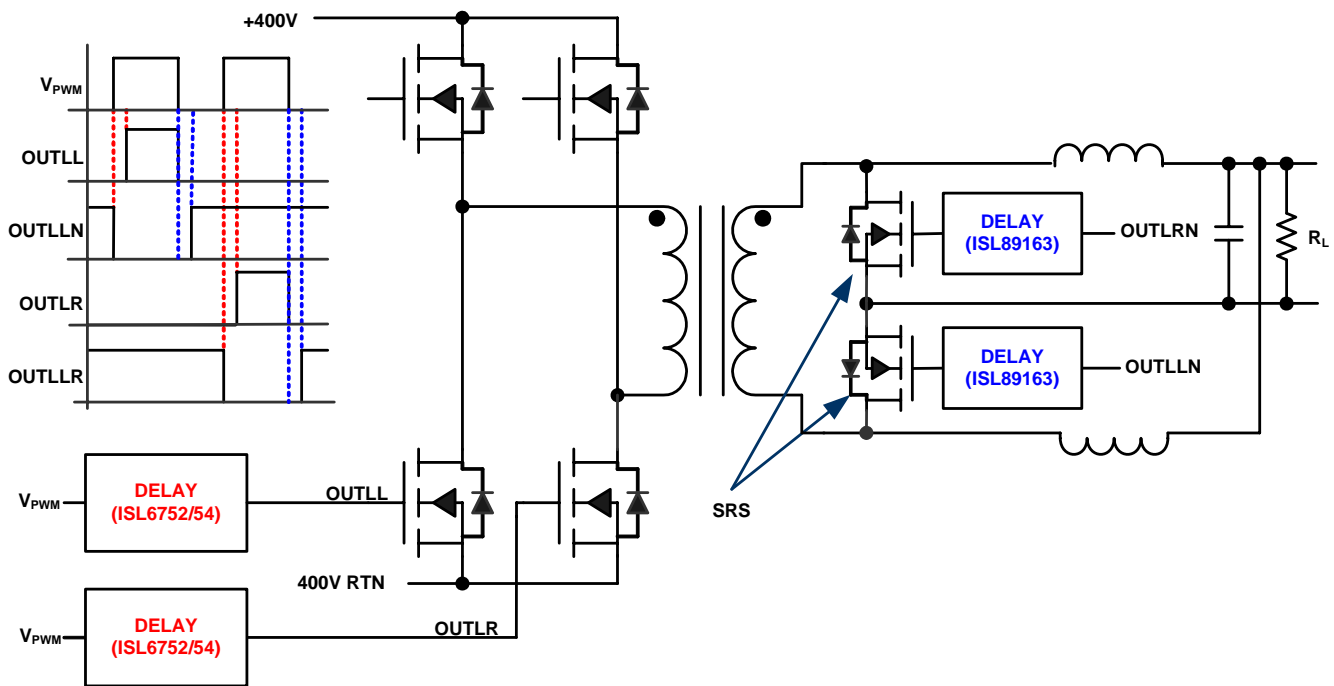 +400V
VPWM
OUTLL
OUTLLN
OUTLR
OUTLLR
DELAY
(ISL89163)
OUTLRN
RL
DELAY
(ISL89163)
OUTLLN
SRS
VPWM
DELAY
(ISL6752/54)
OUTLL
400V RTN
VPWM
DELAY
(ISL6752/54)
OUTLR